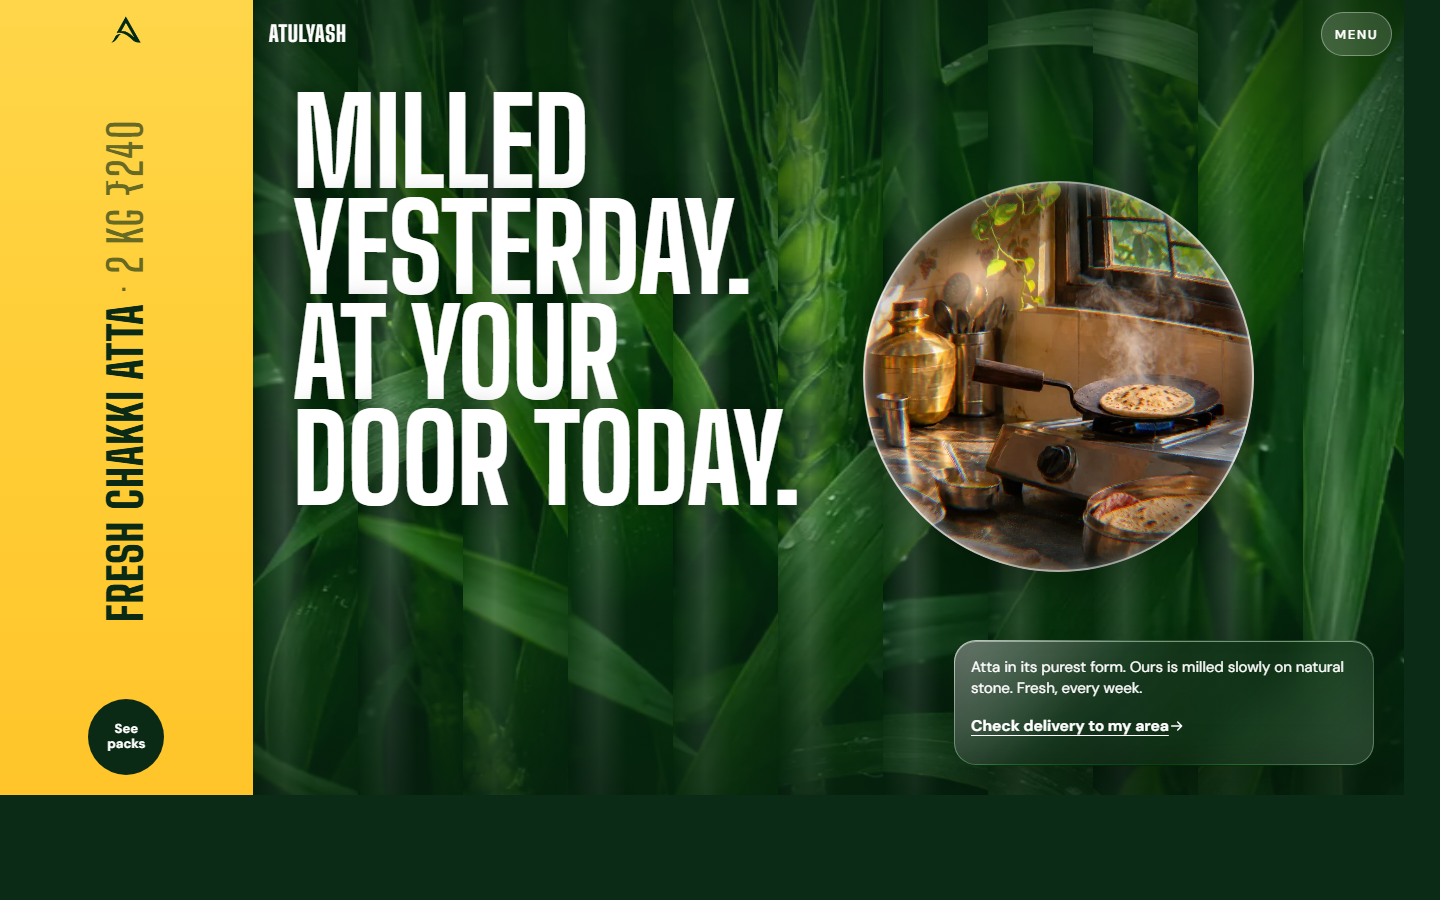 ATULYASH
MENU
FRESH CHAKKI ATTA · 2 KG ₹240
See
packs
MILLED
YESTERDAY.
AT YOUR
DOOR TODAY.
Atta in its purest form. Ours is milled slowly on natural
stone. Fresh, every week.
Check delivery to my area→